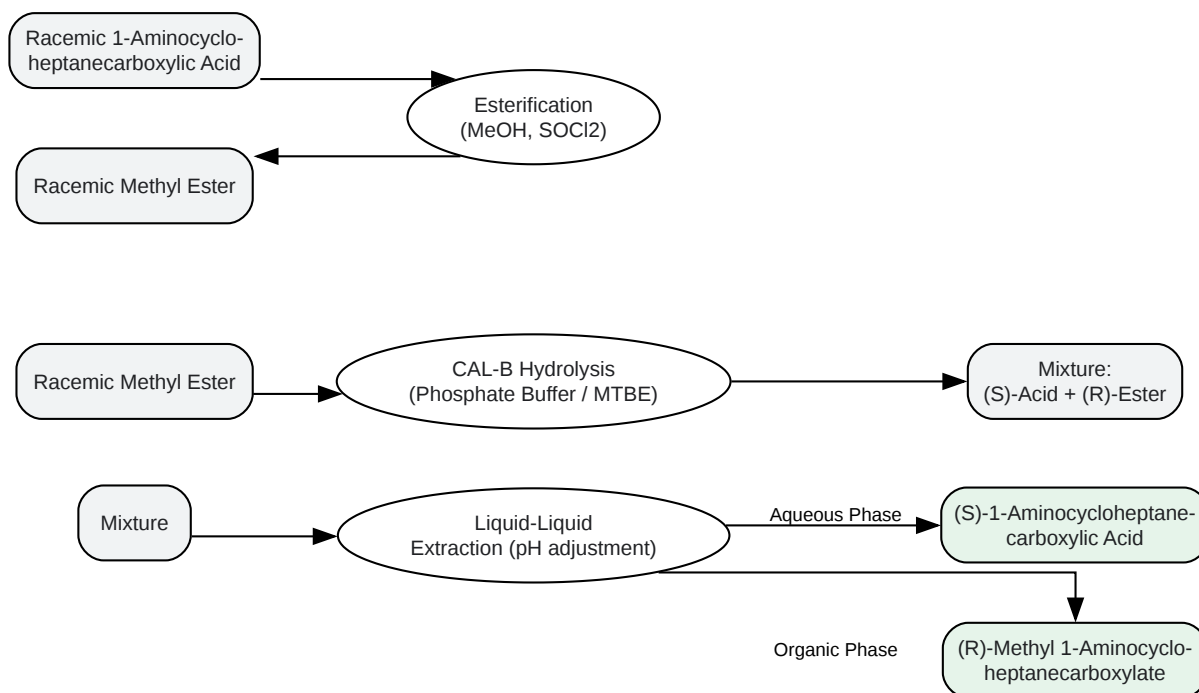 Racemic 1-Aminocyclo-
heptanecarboxylic Acid
Esterification
(MeOH, SOCl2)
Racemic Methyl Ester
Racemic Methyl Ester
CAL-B Hydrolysis
(Phosphate Buffer / MTBE)
Mixture:
(S)-Acid + (R)-Ester
Mixture
Liquid-Liquid
Extraction (pH adjustment)
Aqueous Phase
(S)-1-Aminocycloheptane-
carboxylic Acid
Organic Phase
(R)-Methyl 1-Aminocyclo-
heptanecarboxylate